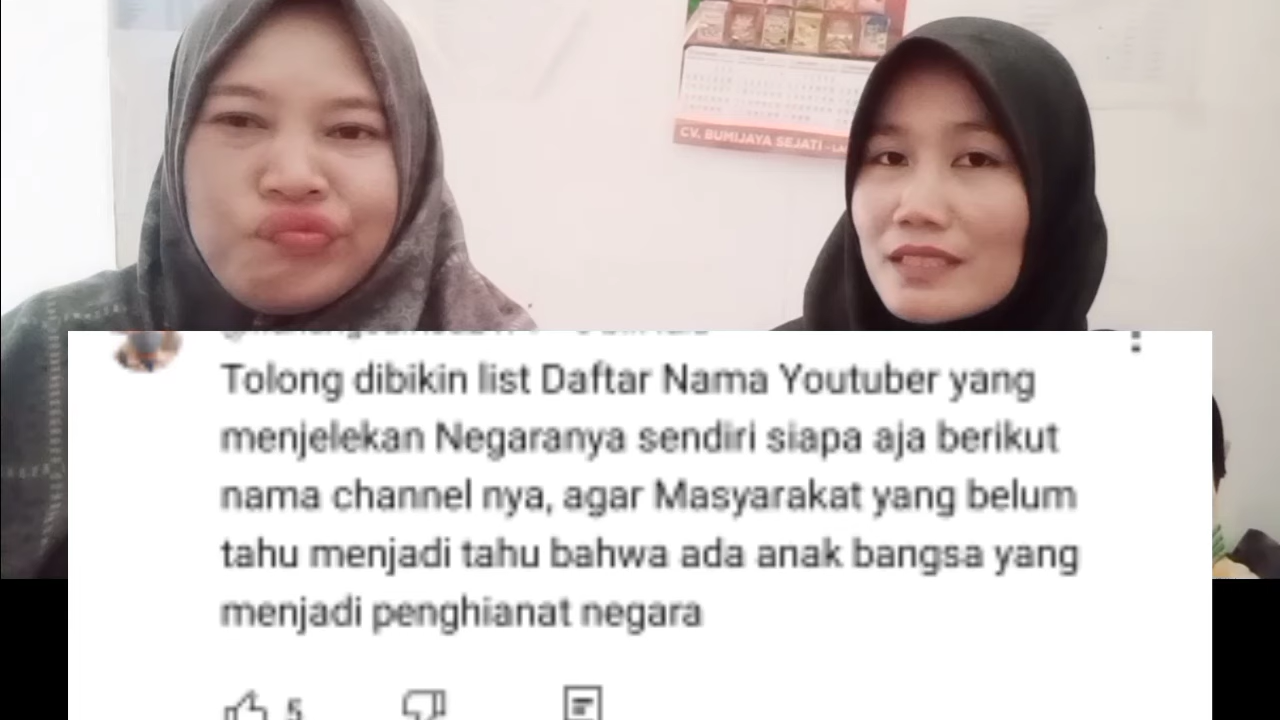 CV. BUMIJAYA SEJATI
Tolong dibikin list Daftar Nama Youtuber yang
menjelekan Negaranya sendiri siapa aja berikut
nama channel nya, agar Masyarakat yang belum
tahu menjadi tahu bahwa ada anak bangsa yang
menjadi penghianat negara
5